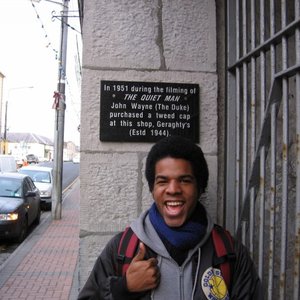 In 1951 during the filming of
★ THE QUIET MAN ★
John Wayne (The Duke)
purchased a tweed cap
at this shop, Geraghty's
(Estd 1944).